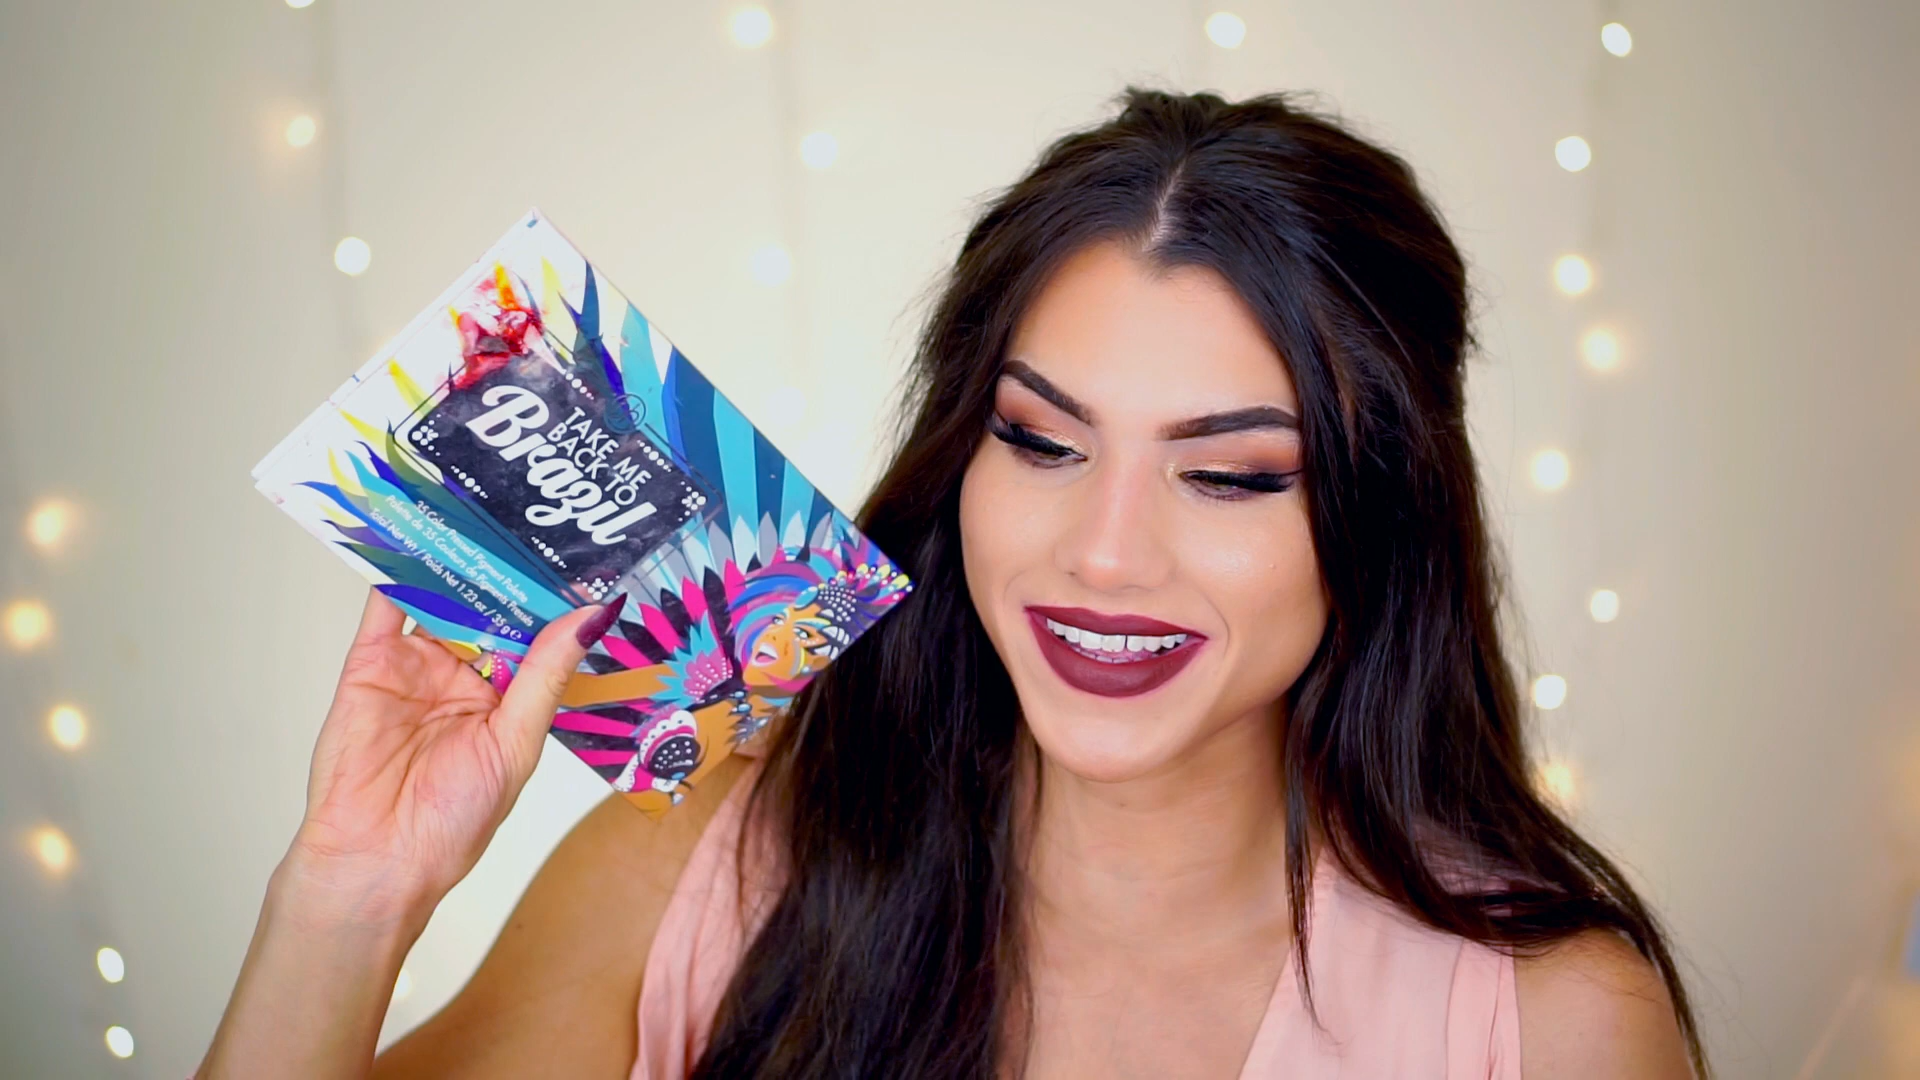 TAKE ME
BACK TO
Brazil
35 Color Pressed Pigment Palette
Palette de 35 Couleurs de Pigments Pressés
Total Net Wt / Poids Net 1.23 oz / 35 g ℮